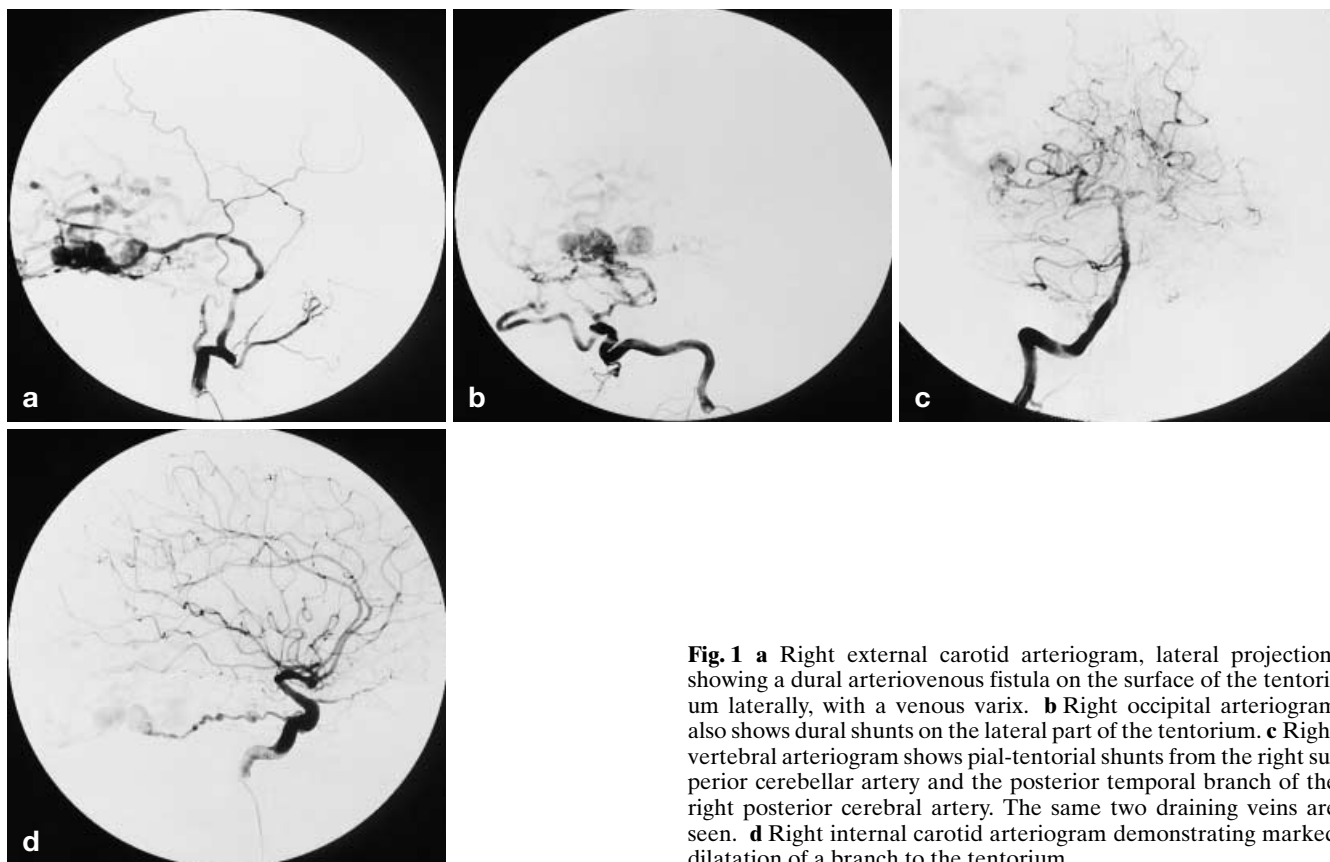 a
b
c
d
Fig. 1 a Right external carotid arteriogram, lateral projection
showing a dural arteriovenous fistula on the surface of the tentori-
um laterally, with a venous varix. b Right occipital arteriogram
also shows dural shunts on the lateral part of the tentorium. c Righ
vertebral arteriogram shows pial-tentorial shunts from the right su-
perior cerebellar artery and the posterior temporal branch of the
right posterior cerebral artery. The same two draining veins are
seen. d Right internal carotid arteriogram demonstrating marked
dilatation of a branch to the tentorium